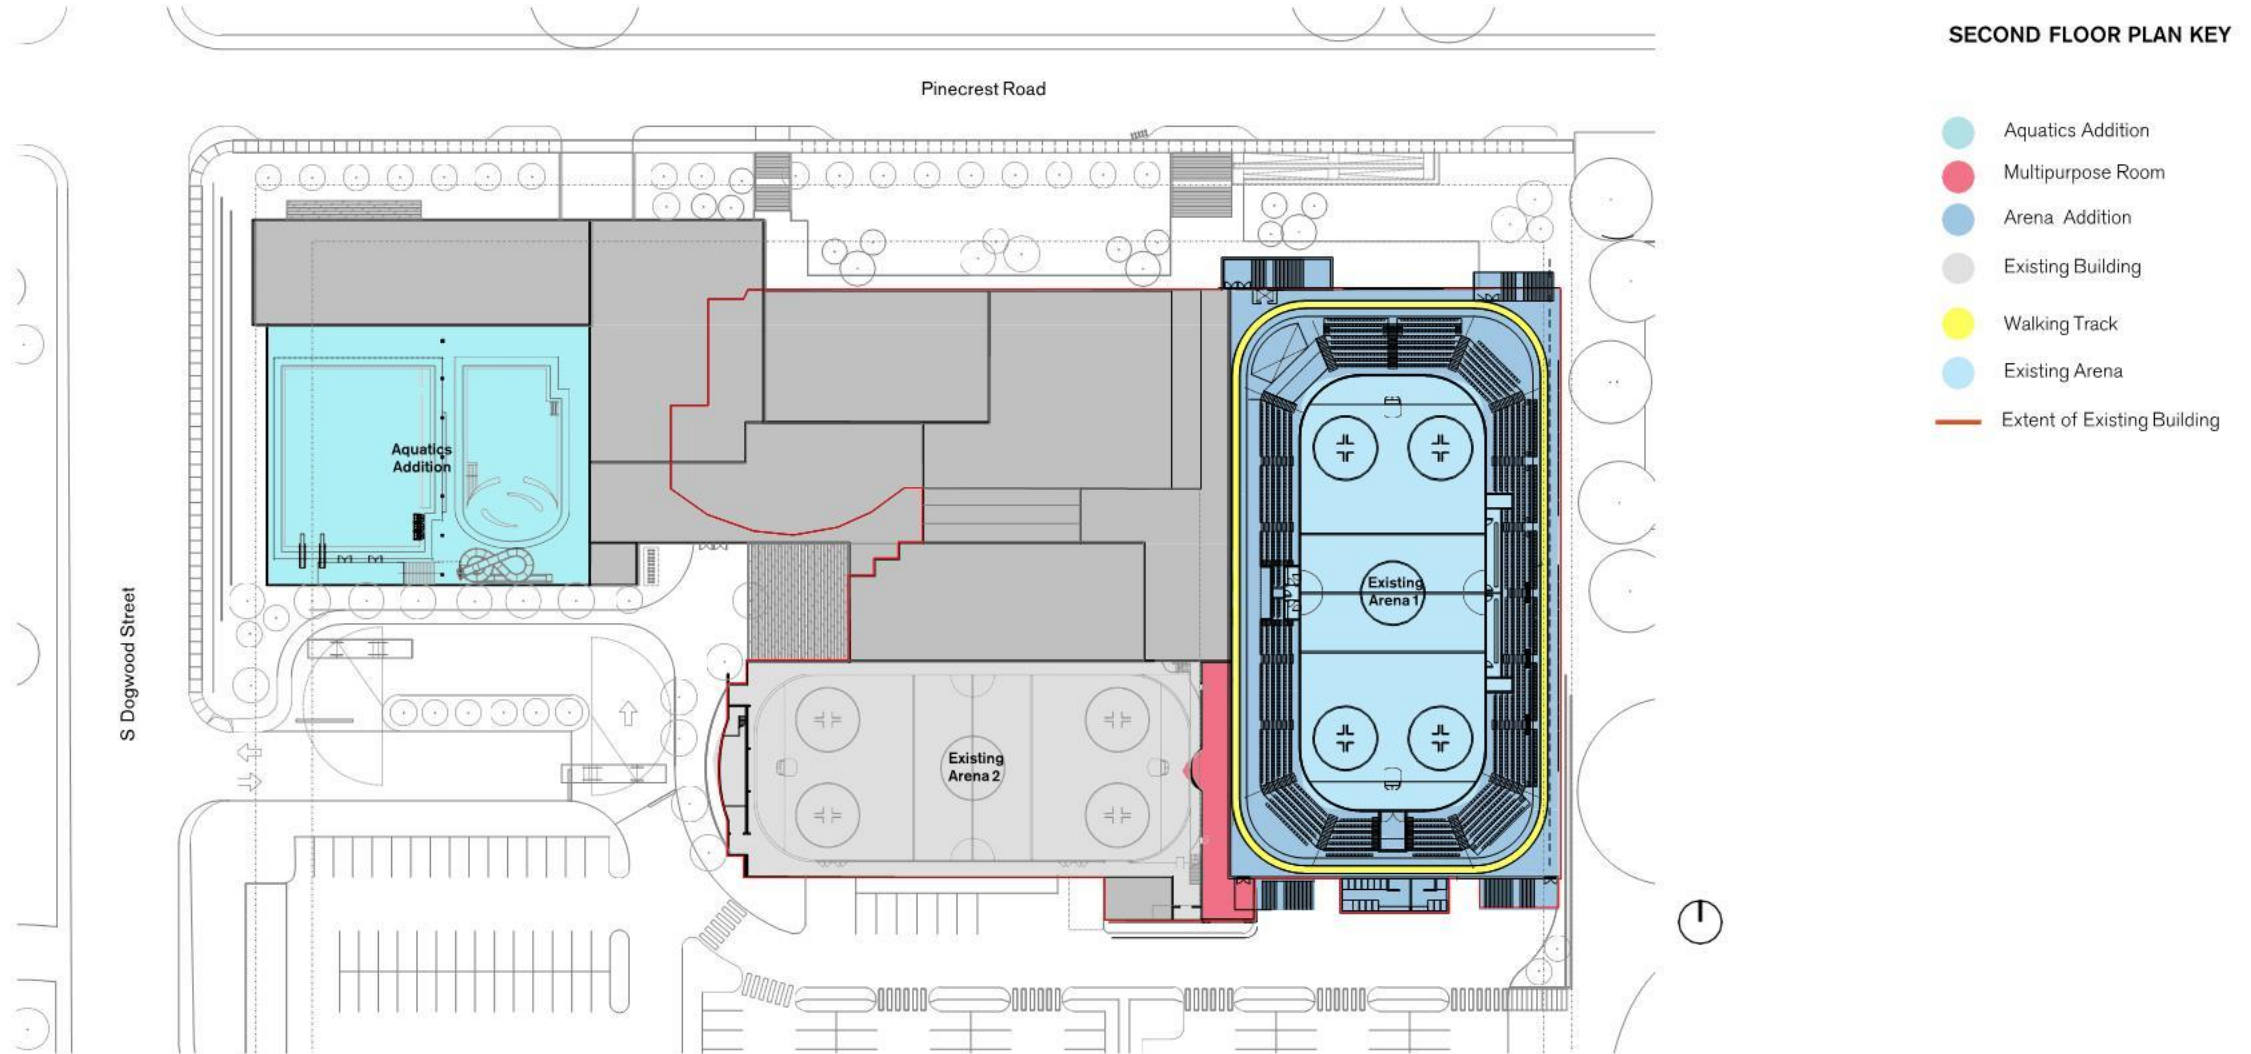 SECOND FLOOR PLAN KEY
Pinecrest Road
Aquatics Addition
Multipurpose Room
Arena Addition
Existing Building
Walking Track
Existing Arena
Extent of Existing Building
Aquatics
Addition
Existing
Arena 1
S Dogwood Street
Existing
Arena 2